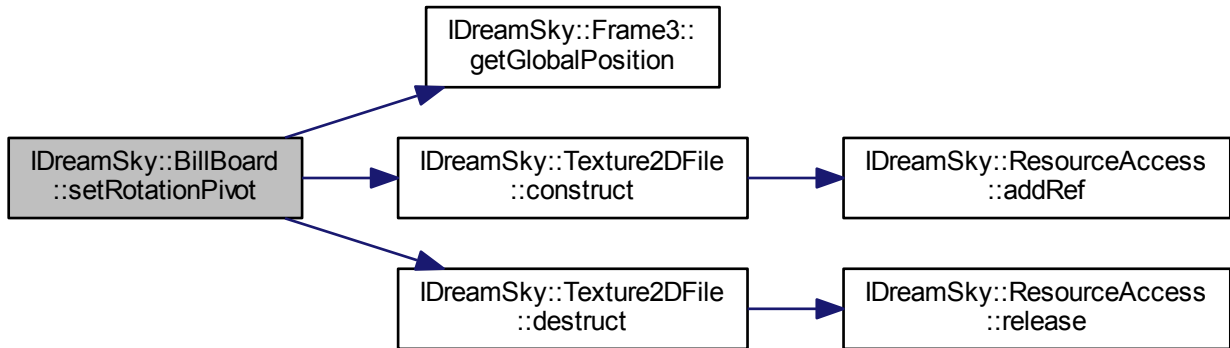 IDreamSky::Frame3::
getGlobalPosition
IDreamSky::BillBoard
::setRotationPivot
IDreamSky::Texture2DFile
::construct
IDreamSky::ResourceAccess
::addRef
IDreamSky::Texture2DFile
::destruct
IDreamSky::ResourceAccess
::release